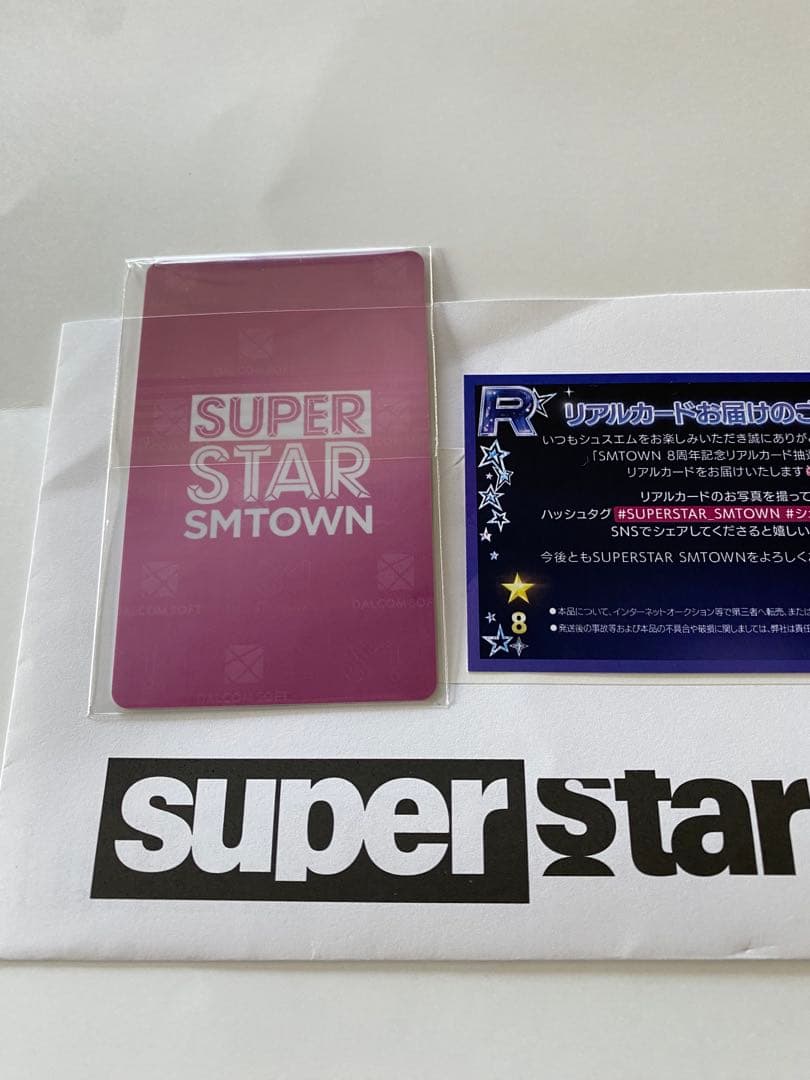 DALCOMSOFT
SUPER
STAR
SMTOWN
DALCOMSOFT
DALCOMSOFT
DALCOMSOFT
R
リアルカードお届けのご
いつもシュスエムをお楽しみいただき誠にありが
「SMTOWN 8周年記念リアルカード抽選
リアルカードをお届けいたします
リアルカードのお写真を撮って
ハッシュタグ #SUPERSTAR_SMTOWN #シ
SNSでシェアしてくださると嬉しい
今後ともSUPERSTAR SMTOWNをよろしく
8
●本品について、インターネットオークション等で第三者へ転売、また
●発送後の事故等および本品の不具合や破損に関しましては、弊社は責任
super star